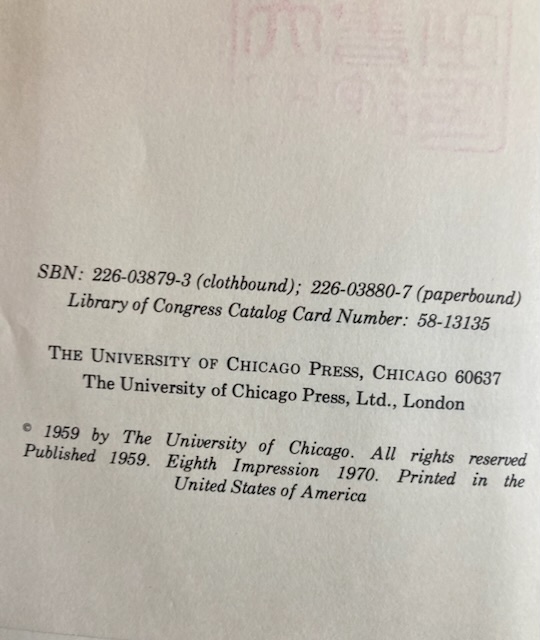 SBN: 226-03879-3 (clothbound); 226-03880-7 (paperbound)
Library of Congress Catalog Card Number: 58-13135
THE UNIVERSITY OF CHICAGO PRESS, CHICAGO 60637
The University of Chicago Press, Ltd., London
© 1959 by The University of Chicago. All rights reserved
Published 1959. Eighth Impression 1970. Printed in the
United States of America